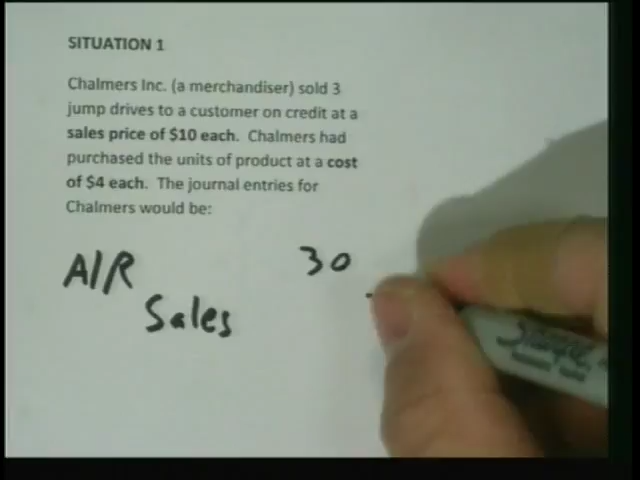 SITUATION 1
Chalmers Inc. (a merchandiser) sold 3
jump drives to a customer on credit at a
sales price of $10 each. Chalmers had
purchased the units of product at a cost
of $4 each. The journal entries for
Chalmers would be:
A/R 30
Sales
Sharpie